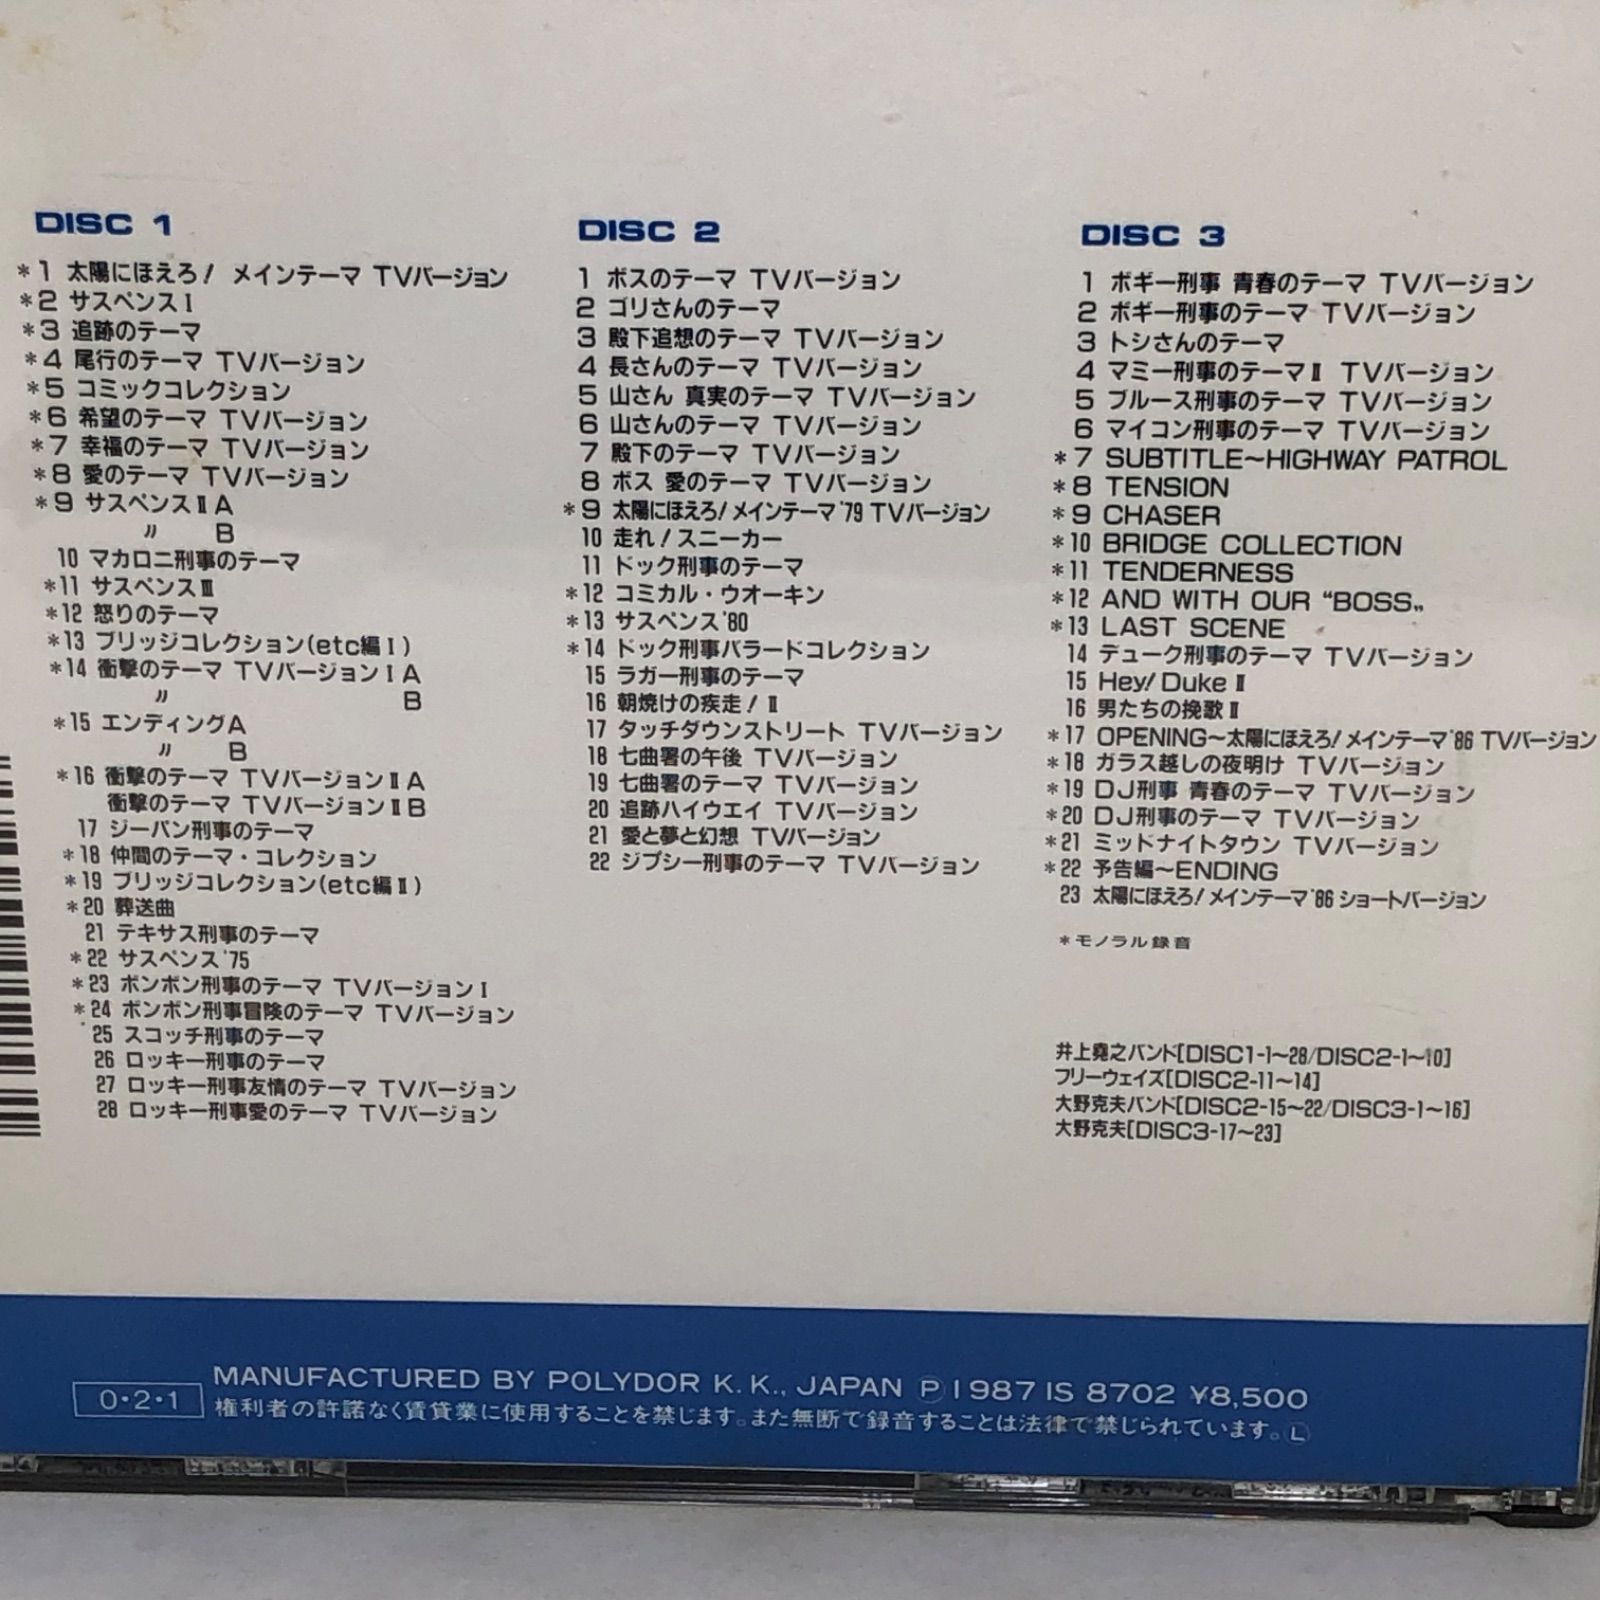 DISC 1
*1 太陽にほえろ! メインテーマ TVバージョン
*2 サスペンスⅠ
*3 追跡のテーマ
*4 尾行のテーマ TVバージョン
*5 コミックコレクション
*6 希望のテーマ TVバージョン
*7 幸福のテーマ TVバージョン
*8 愛のテーマ TVバージョン
*9 サスペンスⅡA
〃 B
10 マカロニ刑事のテーマ
*11 サスペンスⅢ
*12 怒りのテーマ
*13 ブリッジコレクション(etc編Ⅰ)
*14 衝撃のテーマ TVバージョンⅠA
〃 B
*15 エンディングA
〃 B
*16 衝撃のテーマ TVバージョンⅡA
衝撃のテーマ TVバージョンⅡB
17 ジーパン刑事のテーマ
*18 仲間のテーマ・コレクション
*19 ブリッジコレクション(etc編Ⅱ)
*20 葬送曲
21 テキサス刑事のテーマ
*22 サスペンス'75
*23 ボンボン刑事のテーマ TVバージョンⅠ
*24 ボンボン刑事冒険のテーマ TVバージョン
25 スコッチ刑事のテーマ
26 ロッキー刑事のテーマ
27 ロッキー刑事友情のテーマ TVバージョン
28 ロッキー刑事愛のテーマ TVバージョン
DISC 2
1 ボスのテーマ TVバージョン
2 ゴリさんのテーマ
3 殿下追想のテーマ TVバージョン
4 長さんのテーマ TVバージョン
5 山さん 真実のテーマ TVバージョン
6 山さんのテーマ TVバージョン
7 殿下のテーマ TVバージョン
8 ボス 愛のテーマ TVバージョン
*9 太陽にほえろ!メインテーマ'79 TVバージョン
10 走れ!スニーカー
11 ドック刑事のテーマ
*12 コミカル・ウオーキン
*13 サスペンス'80
*14 ドック刑事バラードコレクション
15 ラガー刑事のテーマ
16 朝焼けの疾走!Ⅱ
17 タッチダウンストリート TVバージョン
18 七曲署の午後 TVバージョン
19 七曲署のテーマ TVバージョン
20 追跡ハイウエイ TVバージョン
21 愛と夢と幻想 TVバージョン
22 ジプシー刑事のテーマ TVバージョン
DISC 3
1 ボギー刑事 青春のテーマ TVバージョン
2 ボギー刑事のテーマ TVバージョン
3 トシさんのテーマ
4 マミー刑事のテーマⅡ TVバージョン
5 ブルース刑事のテーマ TVバージョン
6 マイコン刑事のテーマ TVバージョン
*7 SUBTITLE〜HIGHWAY PATROL
*8 TENSION
*9 CHASER
*10 BRIDGE COLLECTION
*11 TENDERNESS
*12 AND WITH OUR “BOSS„
*13 LAST SCENE
14 デューク刑事のテーマ TVバージョン
15 Hey! Duke Ⅱ
16 男たちの挽歌Ⅱ
*17 OPENING〜太陽にほえろ!メインテーマ'86 TVバージョン
*18 ガラス越しの夜明け TVバージョン
*19 DJ刑事 青春のテーマ TVバージョン
*20 DJ刑事のテーマ TVバージョン
*21 ミッドナイトタウン TVバージョン
*22 予告編〜ENDING
23 太陽にほえろ!メインテーマ'86 ショートバージョン
*モノラル録音
井上堯之バンド[DISC1-1〜28/DISC2-1〜10]
フリーウェイズ[DISC2-11〜14]
大野克夫バンド[DISC2-15〜22/DISC3-1〜16]
大野克夫[DISC3-17〜23]
0・2・1
MANUFACTURED BY POLYDOR K.K., JAPAN Ⓟ1987 IS 8702 ¥8,500
権利者の許諾なく賃貸業に使用することを禁じます。また無断で録音することは法律で禁じられています。Ⓛ